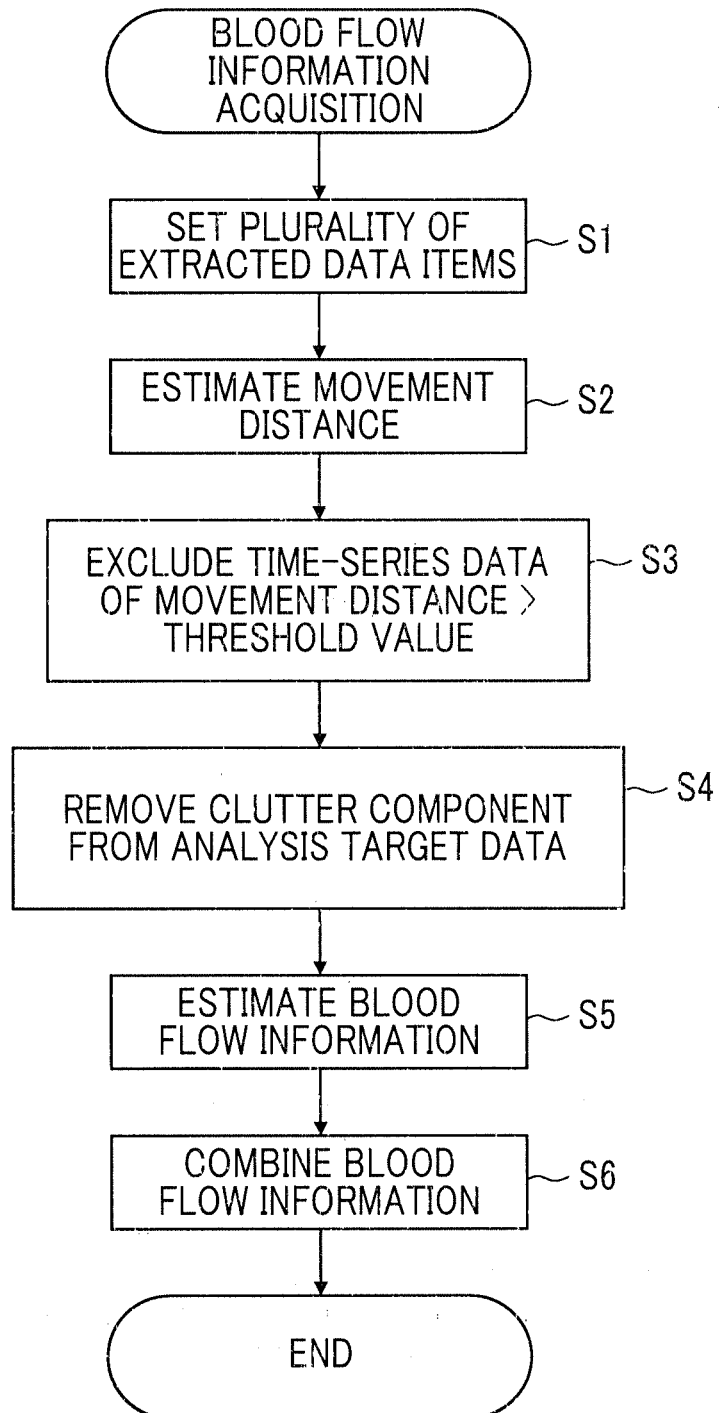 BLOOD FLOW
INFORMATION
ACQUISITION
SET PLURALITY OF
EXTRACTED DATA ITEMS
S1
ESTIMATE MOVEMENT
DISTANCE
S2
EXCLUDE TIME-SERIES DATA
OF MOVEMENT DISTANCE >
THRESHOLD VALUE
S3
REMOVE CLUTTER COMPONENT
FROM ANALYSIS TARGET DATA
S4
ESTIMATE BLOOD
FLOW INFORMATION
S5
COMBINE BLOOD
FLOW INFORMATION
S6
END